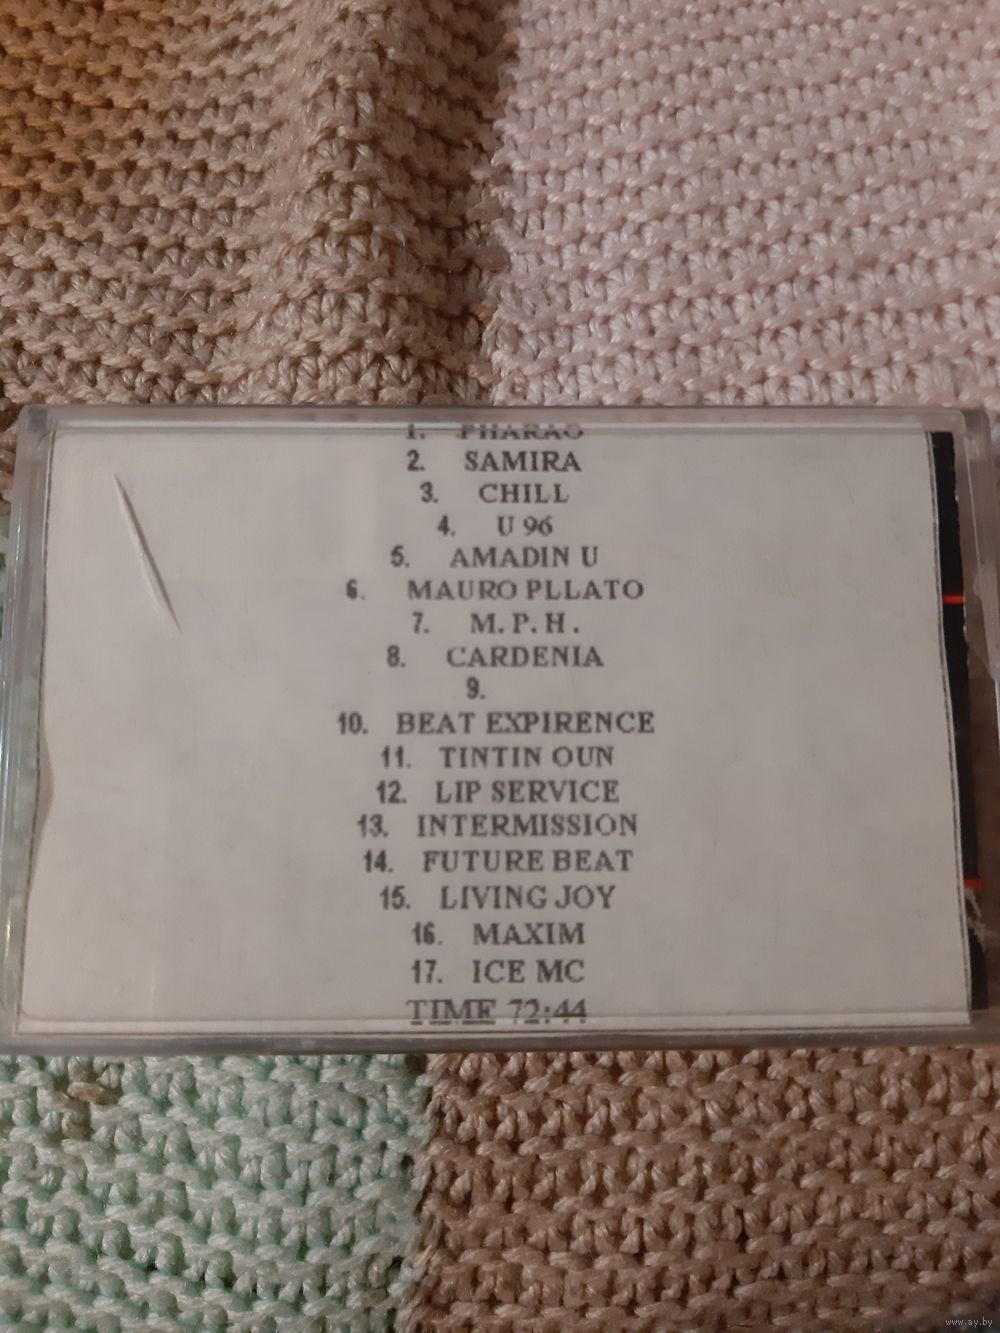 1. PHARAO
2. SAMIRA
3. CHILL
4. U 96
5. AMADIN U
6. MAURO PLLATO
7. M. P. H.
8. CARDENIA
9.
10. BEAT EXPIRENCE
11. TINTIN OUN
12. LIP SERVICE
13. INTERMISSION
14. FUTURE BEAT
15. LIVING JOY
16. MAXIM
17. ICE MC
TIME 72:44
www.ay.by